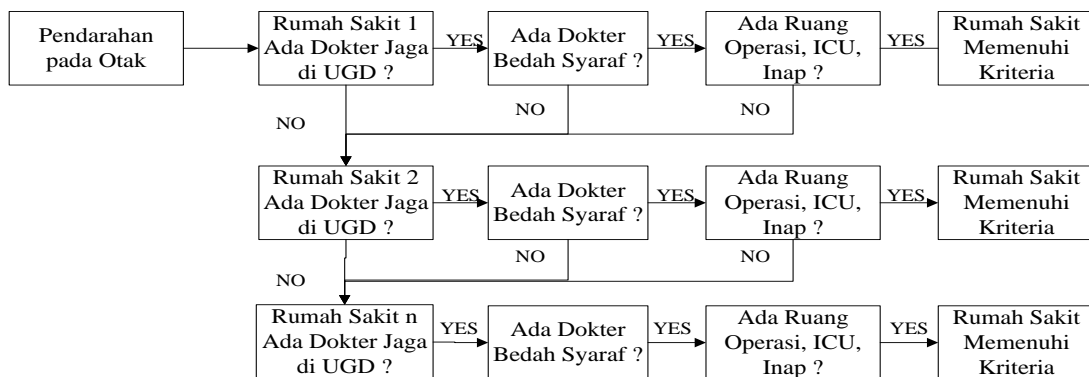 Pendarahan
pada Otak
Rumah Sakit 1
Ada Dokter Jaga
di UGD ?
YES
Ada Dokter
Bedah Syaraf ?
YES
Ada Ruang
Operasi, ICU,
Inap ?
YES
Rumah Sakit
Memenuhi
Kriteria
NO
NO
NO
Rumah Sakit 2
Ada Dokter Jaga
di UGD ?
YES
Ada Dokter
Bedah Syaraf ?
YES
Ada Ruang
Operasi, ICU,
Inap ?
YES
Rumah Sakit
Memenuhi
Kriteria
NO
NO
NO
Rumah Sakit n
Ada Dokter Jaga
di UGD ?
YES
Ada Dokter
Bedah Syaraf ?
YES
Ada Ruang
Operasi, ICU,
Inap ?
YES
Rumah Sakit
Memenuhi
Kriteria